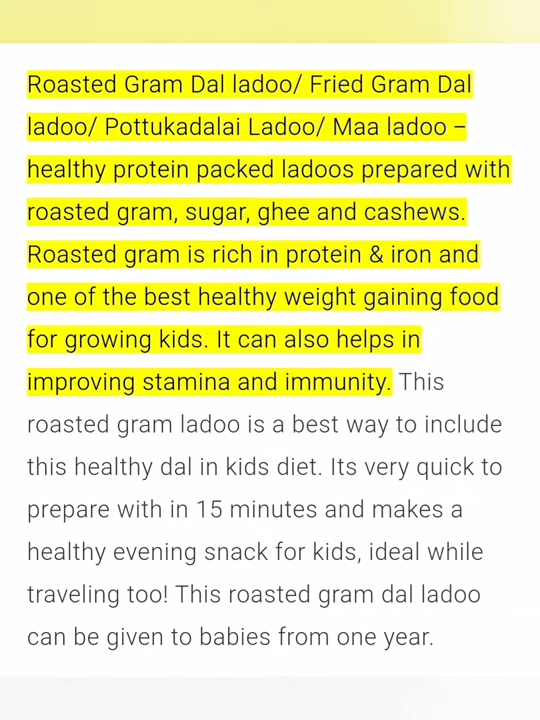 Roasted Gram Dal ladoo/ Fried Gram Dal
ladoo/ Pottukadalai Ladoo/ Maa ladoo –
healthy protein packed ladoos prepared with
roasted gram, sugar, ghee and cashews.
Roasted gram is rich in protein & iron and
one of the best healthy weight gaining food
for growing kids. It can also helps in
improving stamina and immunity. This
roasted gram ladoo is a best way to include
this healthy dal in kids diet. Its very quick to
prepare with in 15 minutes and makes a
healthy evening snack for kids, ideal while
traveling too! This roasted gram dal ladoo
can be given to babies from one year.